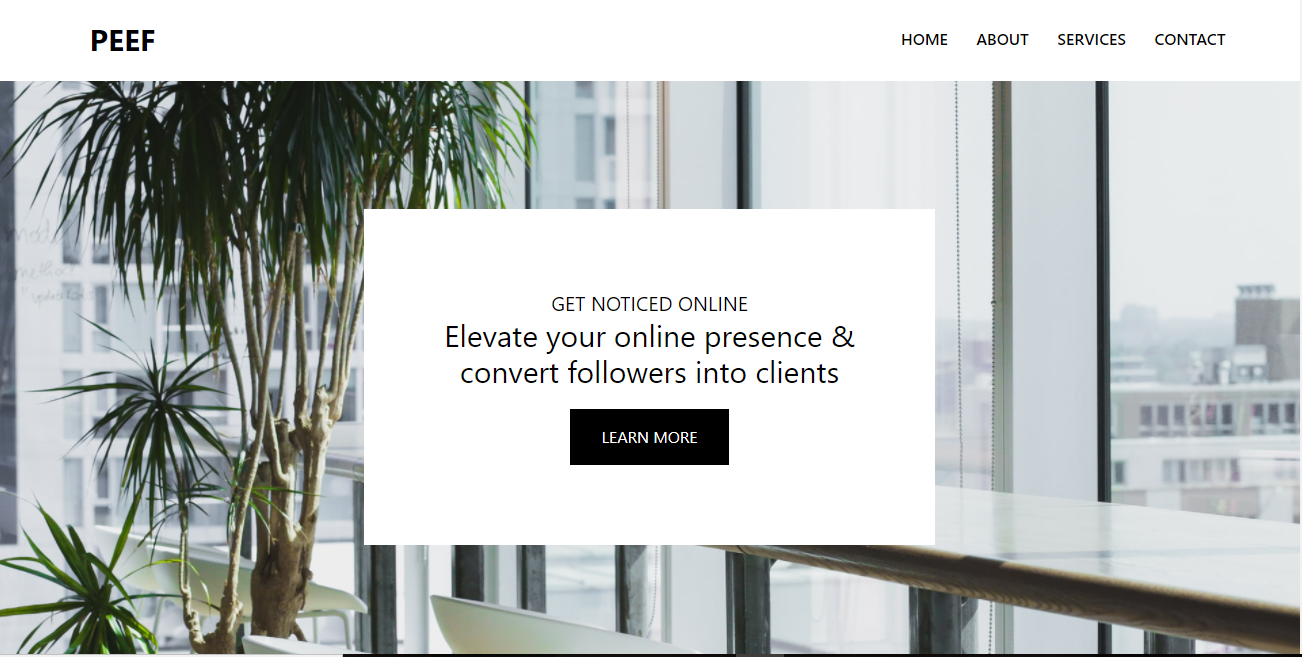 PEEF
HOME ABOUT SERVICES CONTACT
GET NOTICED ONLINE
Elevate your online presence &
convert followers into clients
LEARN MORE